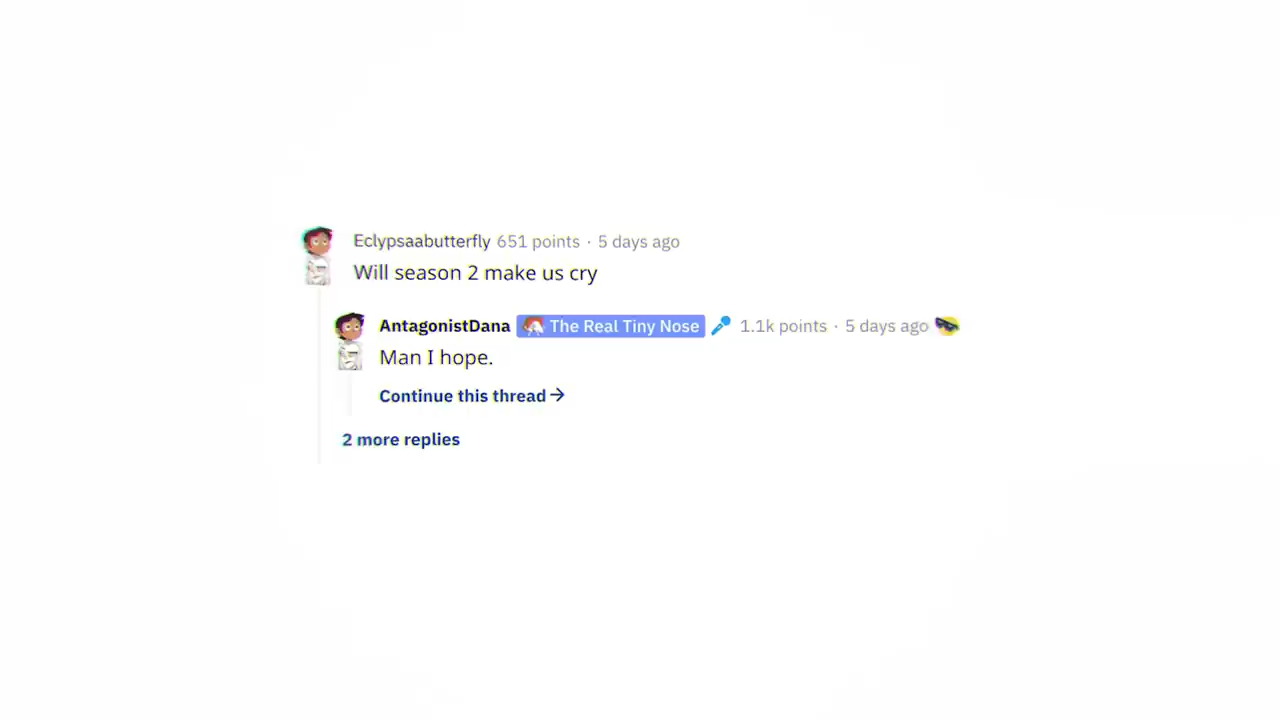 Eclypsaabutterfly 651 points · 5 days ago
Will season 2 make us cry
AntagonistDana The Real Tiny Nose 1.1k points · 5 days ago
Man I hope.
Continue this thread →
2 more replies